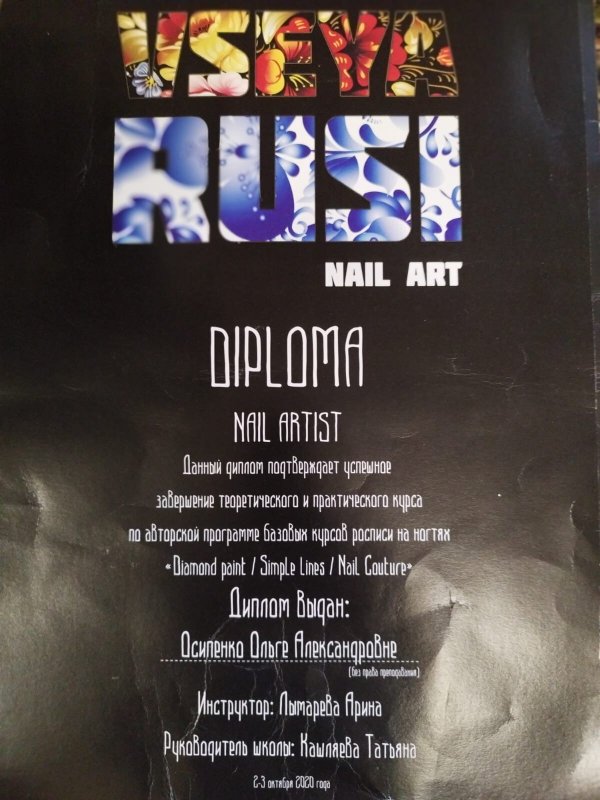 VSEYA
RUSI
NAIL ART
DIPLOMA
NAIL ARTIST
Данный диплом подтверждает успешное
завершение теоретического и практического курса
по авторской программе базовых курсов росписи на ногтях
«Diamond paint / Simple Lines / Nail Couture»
Диплом выдан:
Осипенко Ольге Александровне
(без права преподавания)
Инструктор: Лымарева Арина
Руководитель школы: Кашляева Татьяна
2-3 октября 2020 года